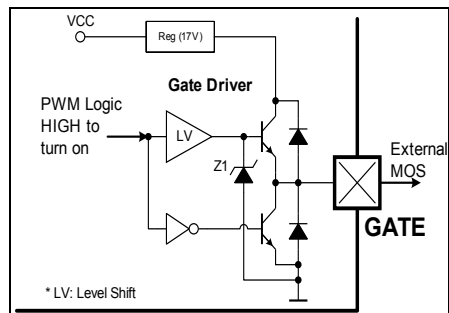 VCC
Reg (17V)
Gate Driver
PWM Logic
HIGH to
turn on
LV
Z1
External
MOS
GATE
* LV: Level Shift